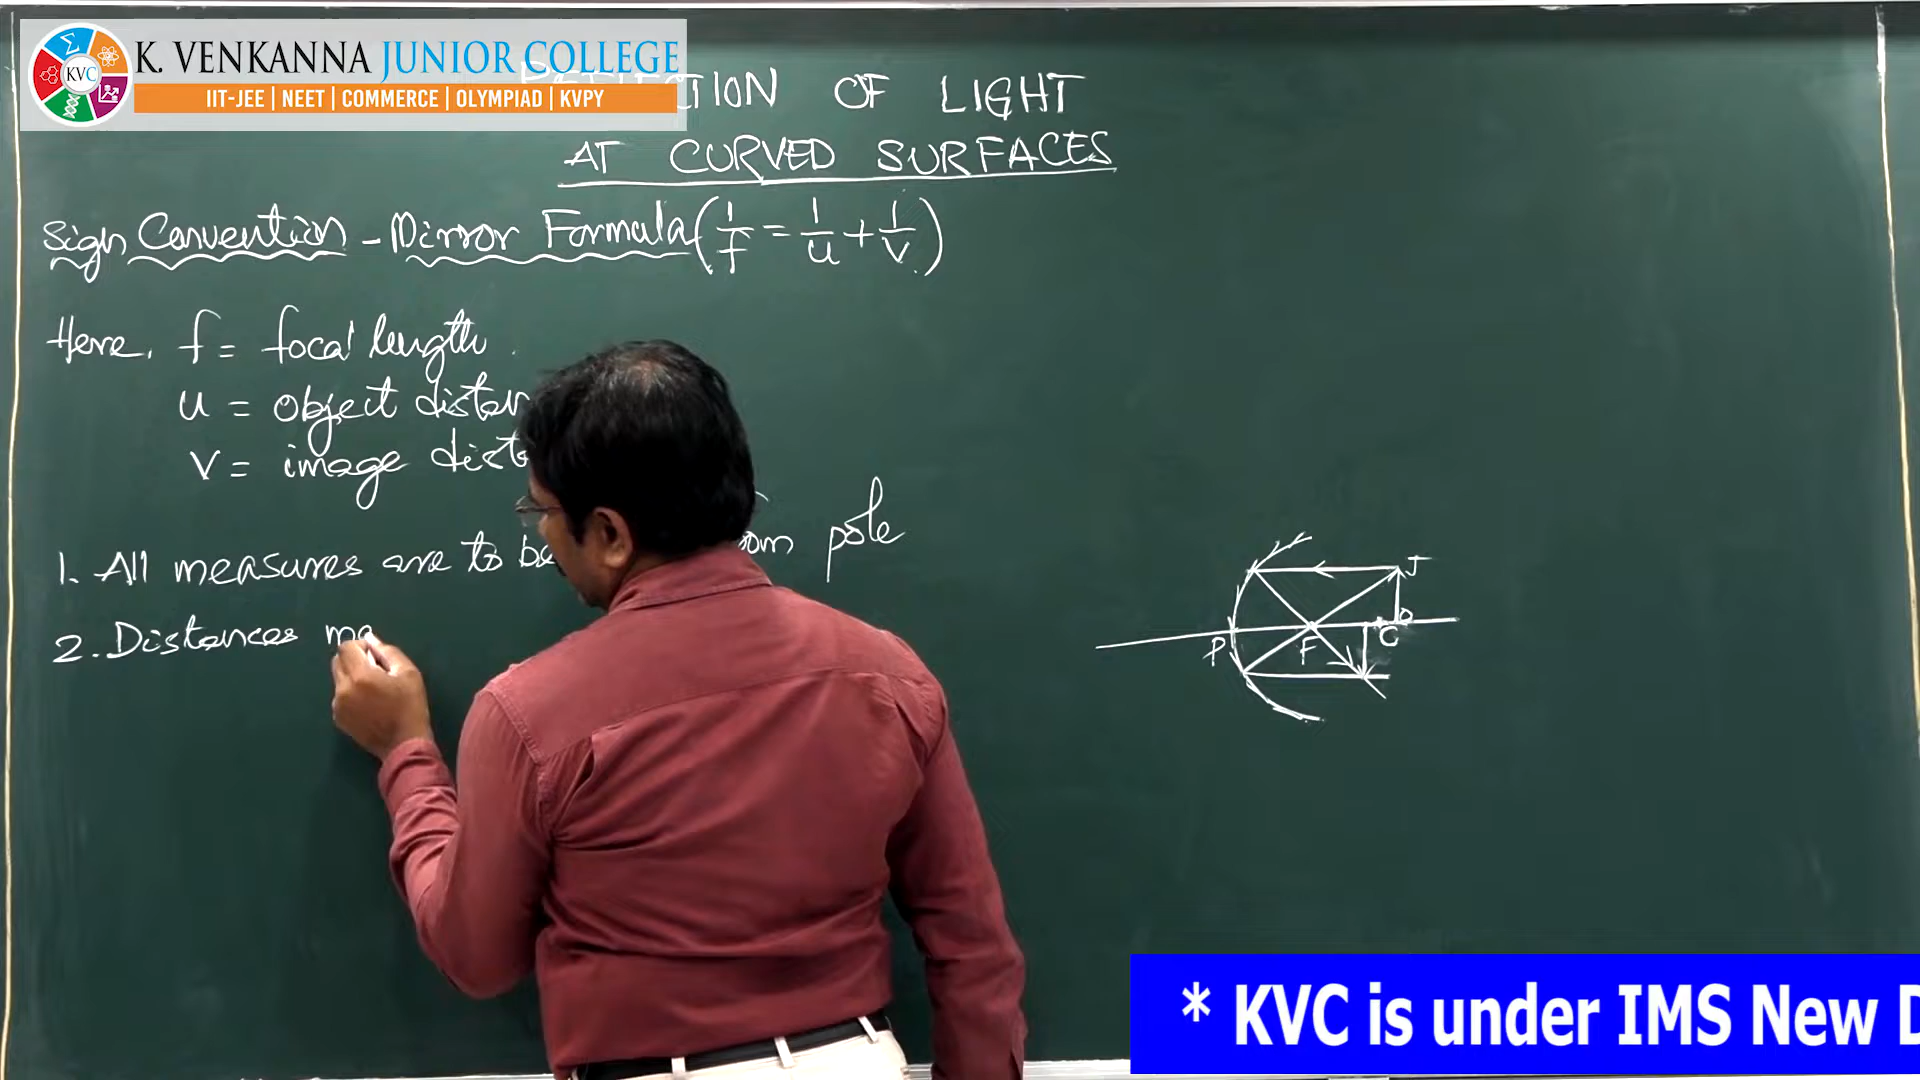 K. VENKANNA JUNIOR COLLEGE
KVC
IIT-JEE | NEET | COMMERCE | OLYMPIAD | KVPY
OF LIGHT
AT CURVED SURFACES
Sign Convention - Mirror Formula (1/f = 1/u + 1/v)
Here, f = focal length
u = object
v = image
1. All measures are to pole
2. Distances
J
O
P F C
* KVC is under IMS New